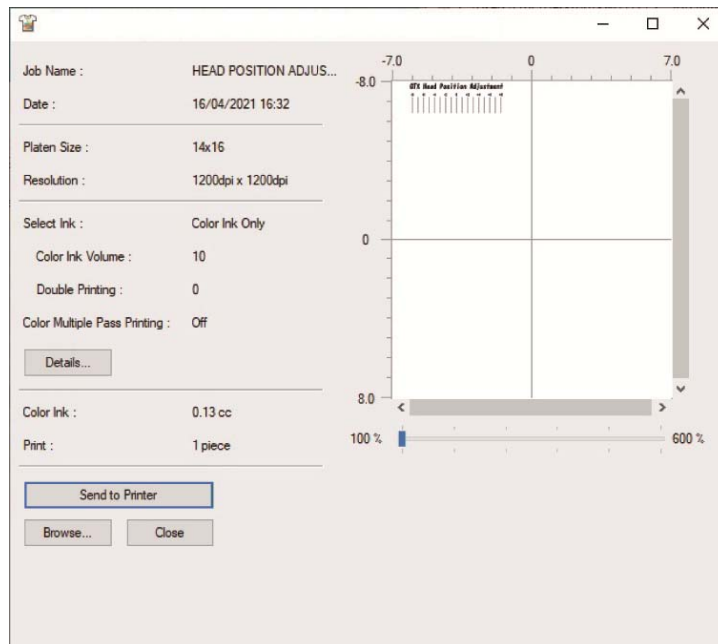 Job Name : HEAD POSITION ADJUS...
Date : 16/04/2021 16:32
Platen Size : 14x16
Resolution : 1200dpi x 1200dpi
Select Ink : Color Ink Only
Color Ink Volume : 10
Double Printing : 0
Color Multiple Pass Printing : Off
Details...
Color Ink : 0.13 cc
Print : 1 piece
Send to Printer
Browse... Close
-7.0 0 7.0
-8.0
GTX Head Position Adjustment
0
8.0
100 % 600 %